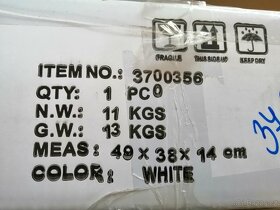 FRAGILE THIS SIDE UP KEEP DRY
ITEM NO.: 3700356
QTY: 1 PC0
N.W.: 11 KGS
G.W.: 13 KGS
MEAS: 49 x 38 x 14 cm
COLOR: WHITE